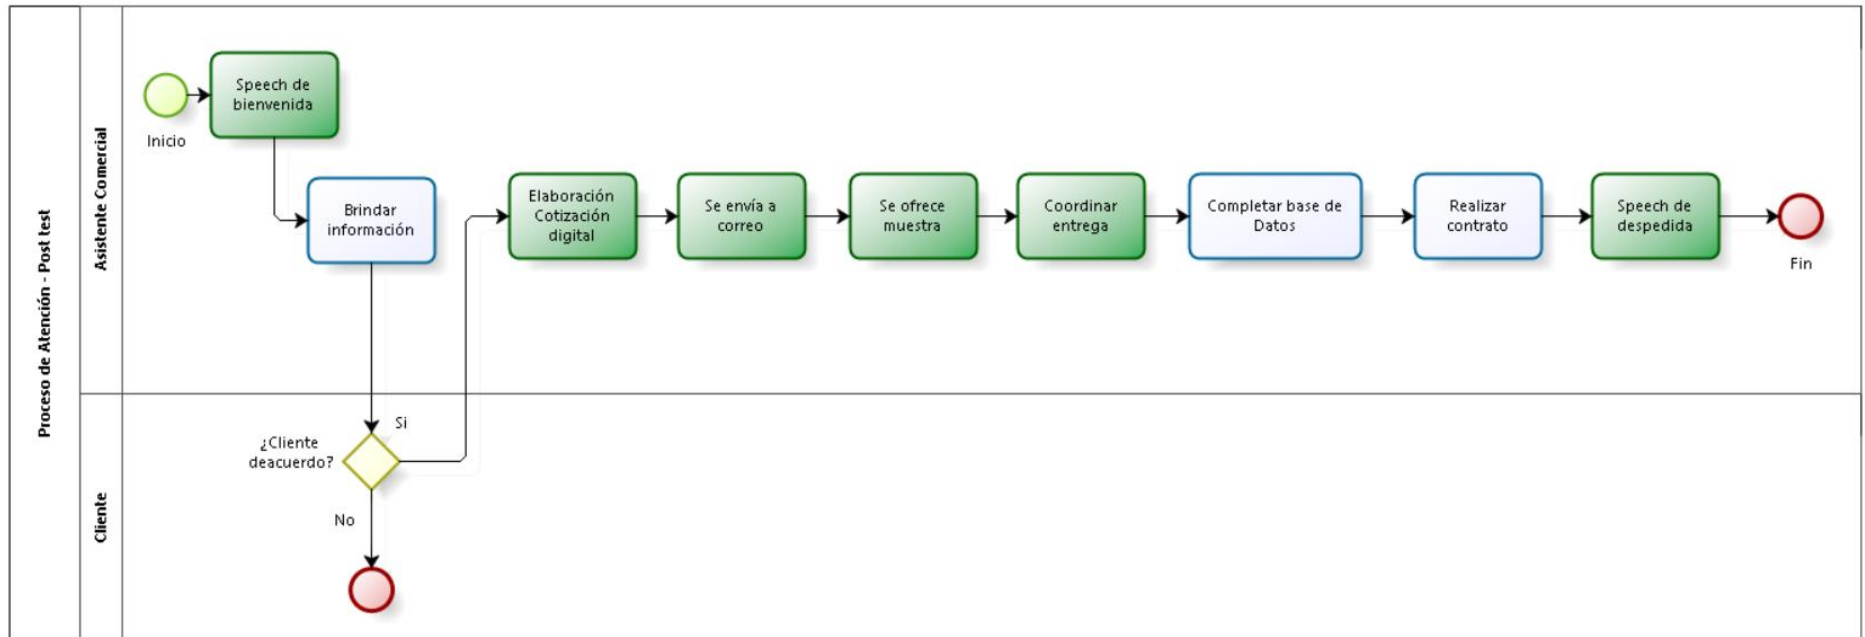 Proceso de Atención - Post test
Asistente Comercial
Inicio
Speech de
bienvenida
Brindar
información
Elaboración
Cotización
digital
Se envía a
correo
Se ofrece
muestra
Coordinar
entrega
Completar base de
Datos
Realizar
contrato
Speech de
despedida
Fin
Cliente
¿Cliente
deacuerdo?
Si
No